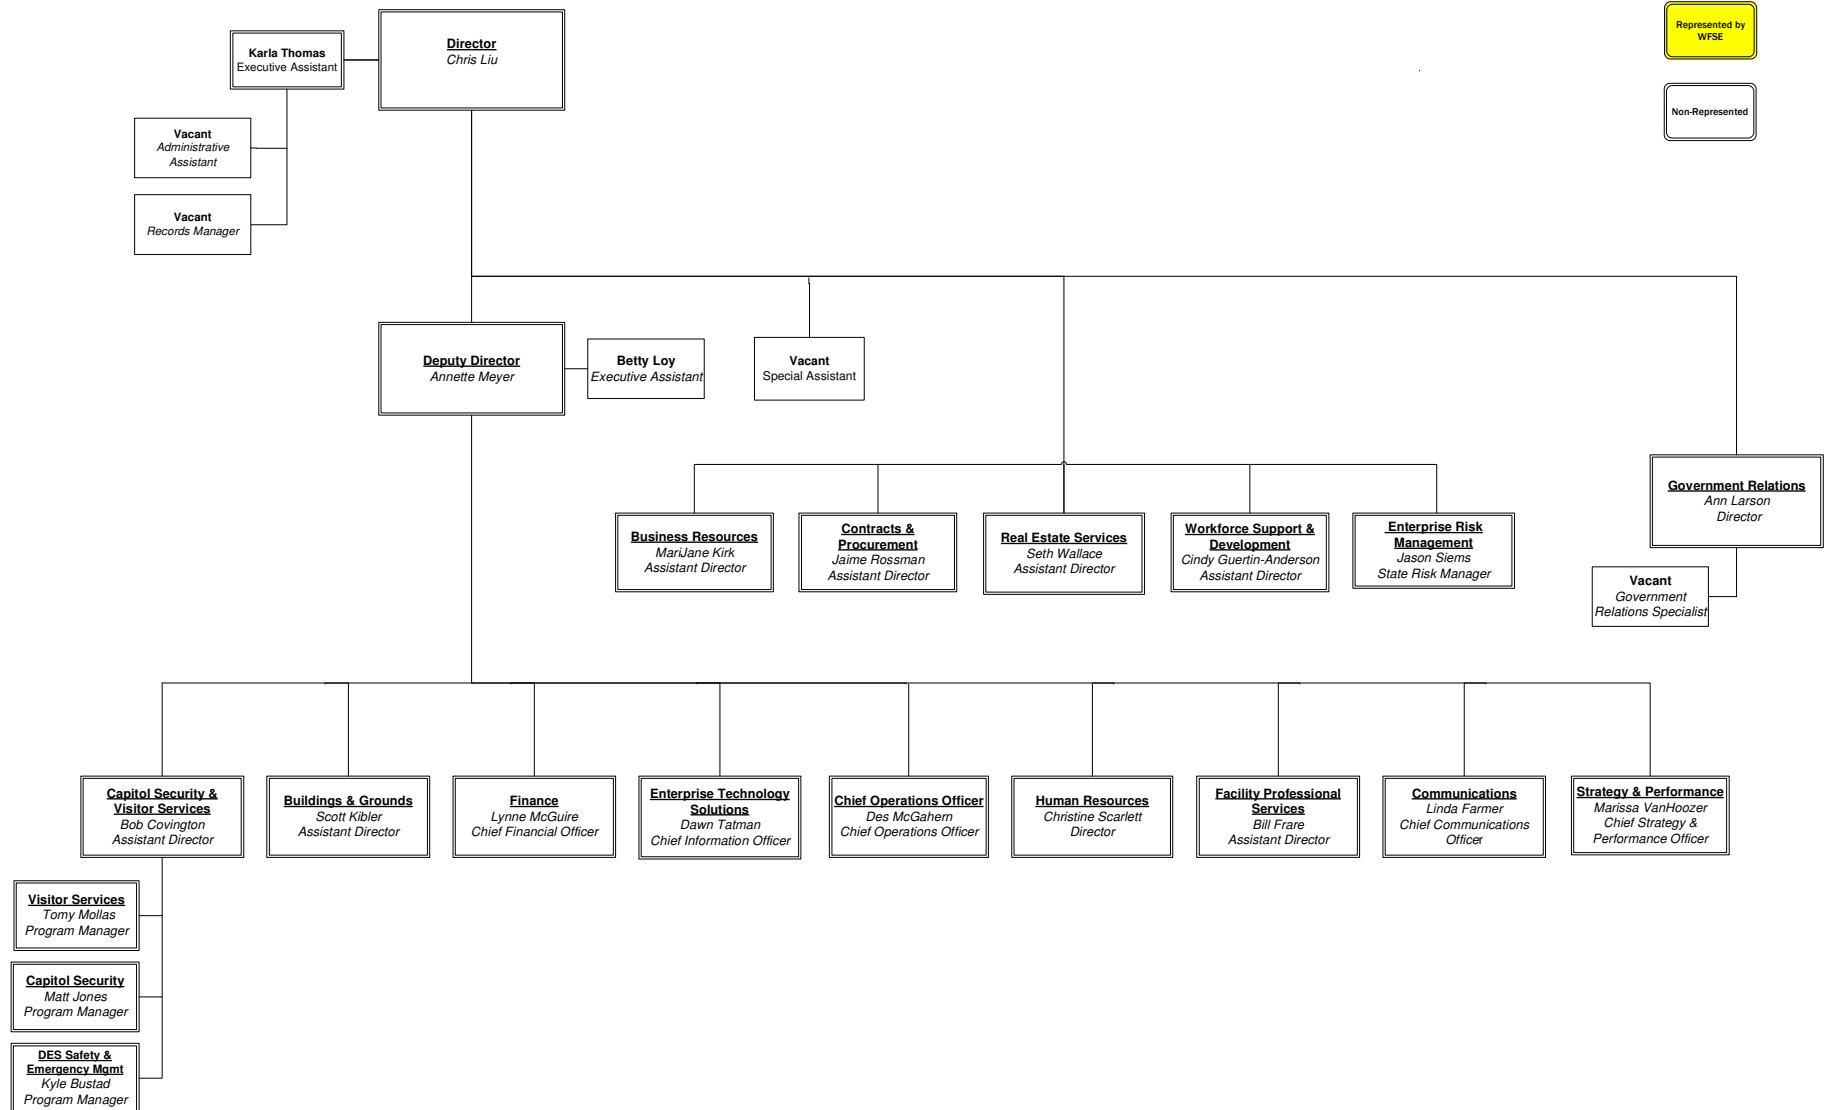 Represented by
WFSE
Non-Represented
Director
Chris Liu
Karla Thomas
Executive Assistant
Vacant
Administrative
Assistant
Vacant
Records Manager
Deputy Director
Annette Meyer
Betty Loy
Executive Assistant
Vacant
Special Assistant
Government Relations
Ann Larson
Director
Vacant
Government
Relations Specialist
Business Resources
MariJane Kirk
Assistant Director
Contracts &
Procurement
Jaime Rossman
Assistant Director
Real Estate Services
Seth Wallace
Assistant Director
Workforce Support &
Development
Cindy Guertin-Anderson
Assistant Director
Enterprise Risk
Management
Jason Siems
State Risk Manager
Capitol Security &
Visitor Services
Bob Covington
Assistant Director
Buildings & Grounds
Scott Kibler
Assistant Director
Finance
Lynne McGuire
Chief Financial Officer
Enterprise Technology
Solutions
Dawn Tatman
Chief Information Officer
Chief Operations Officer
Des McGahern
Chief Operations Officer
Human Resources
Christine Scarlett
Director
Facility Professional
Services
Bill Frare
Assistant Director
Communications
Linda Farmer
Chief Communications
Officer
Strategy & Performance
Marissa VanHoozer
Chief Strategy &
Performance Officer
Visitor Services
Tomy Mollas
Program Manager
Capitol Security
Matt Jones
Program Manager
DES Safety &
Emergency Mgmt
Kyle Bustad
Program Manager